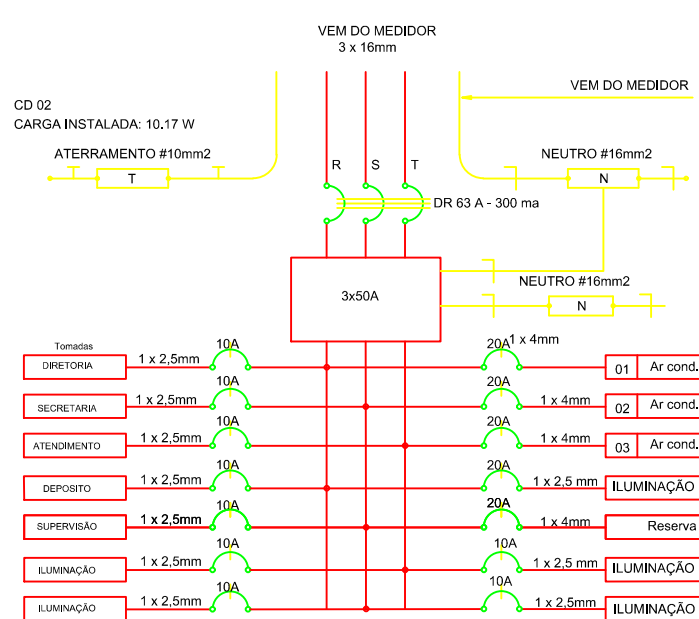 VEM DO MEDIDOR
3 x 16mm
VEM DO MEDIDOR
CD 02
CARGA INSTALADA: 10.17 W
ATERRAMENTO #10mm2
T
R
S
T
NEUTRO #16mm2
N
DR 63 A - 300 ma
3x50A
NEUTRO #16mm2
N
Tomadas
DIRETORIA
1 x 2,5mm
10A
20A
1 x 4mm
01
Ar cond.
SECRETARIA
1 x 2,5mm
10A
20A
1 x 4mm
02
Ar cond.
ATENDIMENTO
1 x 2,5mm
10A
20A
1 x 4mm
03
Ar cond.
DEPOSITO
1 x 2,5mm
10A
20A
1 x 2,5 mm
ILUMINAÇÃO
SUPERVISÃO
1 x 2,5mm
10A
20A
1 x 4mm
Reserva
ILUMINAÇÃO
1 x 2,5mm
10A
10A
1 x 2,5 mm
ILUMINAÇÃO
ILUMINAÇÃO
1 x 2,5mm
10A
10A
1 x 2,5mm
ILUMINAÇÃO